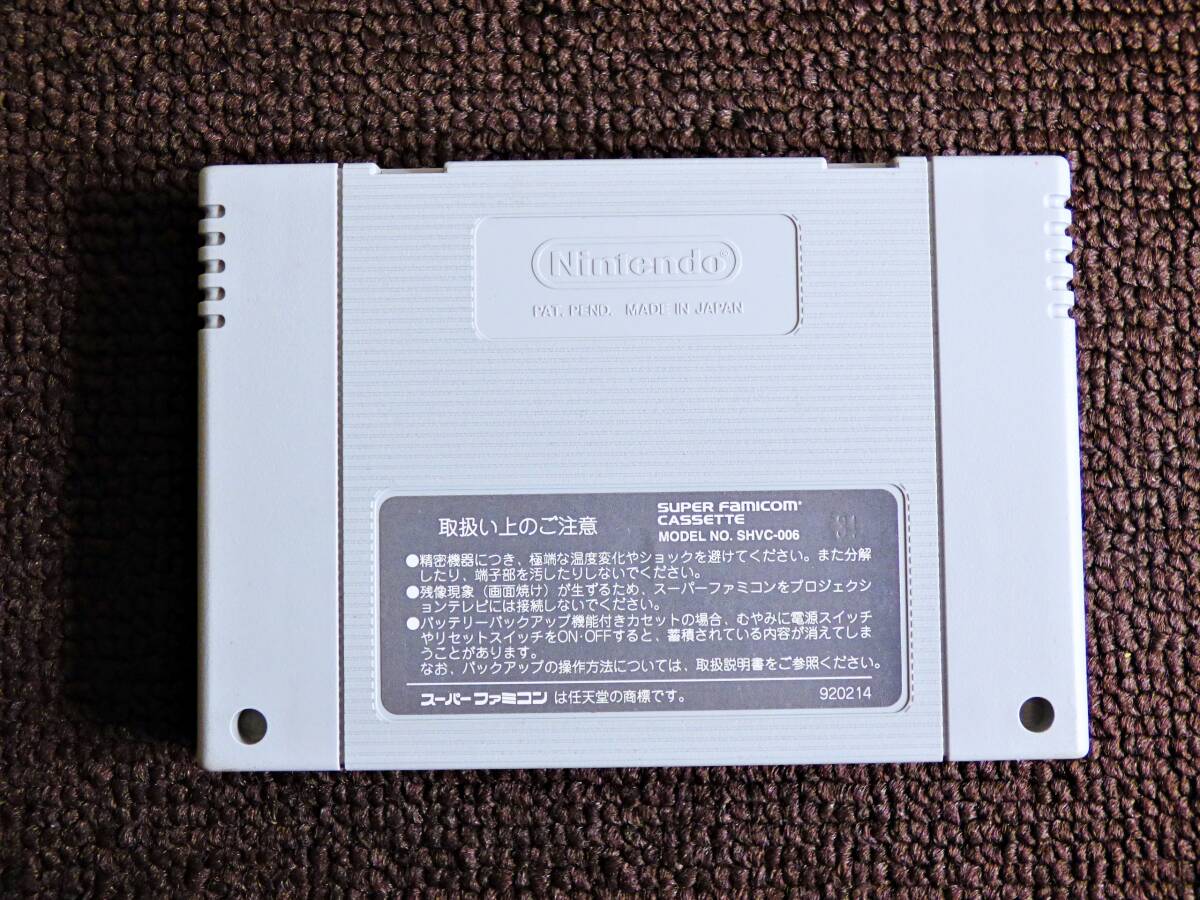 Nintendo®
PAT. PEND. MADE IN JAPAN
取扱い上のご注意
SUPER FAMICOM®
CASSETTE
MODEL NO. SHVC-006
●精密機器につき、極端な温度変化やショックを避けてください。また分解
したり、端子部を汚したりしないでください。
●残像現象（画面焼け）が生ずるため、スーパーファミコンをプロジェクシ
ョンテレビには接続しないでください。
●バッテリーバックアップ機能付きカセットの場合、むやみに電源スイッチ
やリセットスイッチをON・OFFすると、蓄積されている内容が消えてしま
うことがあります。
なお、バックアップの操作方法については、取扱説明書をご参照ください。
スーパーファミコン は任天堂の商標です。
920214